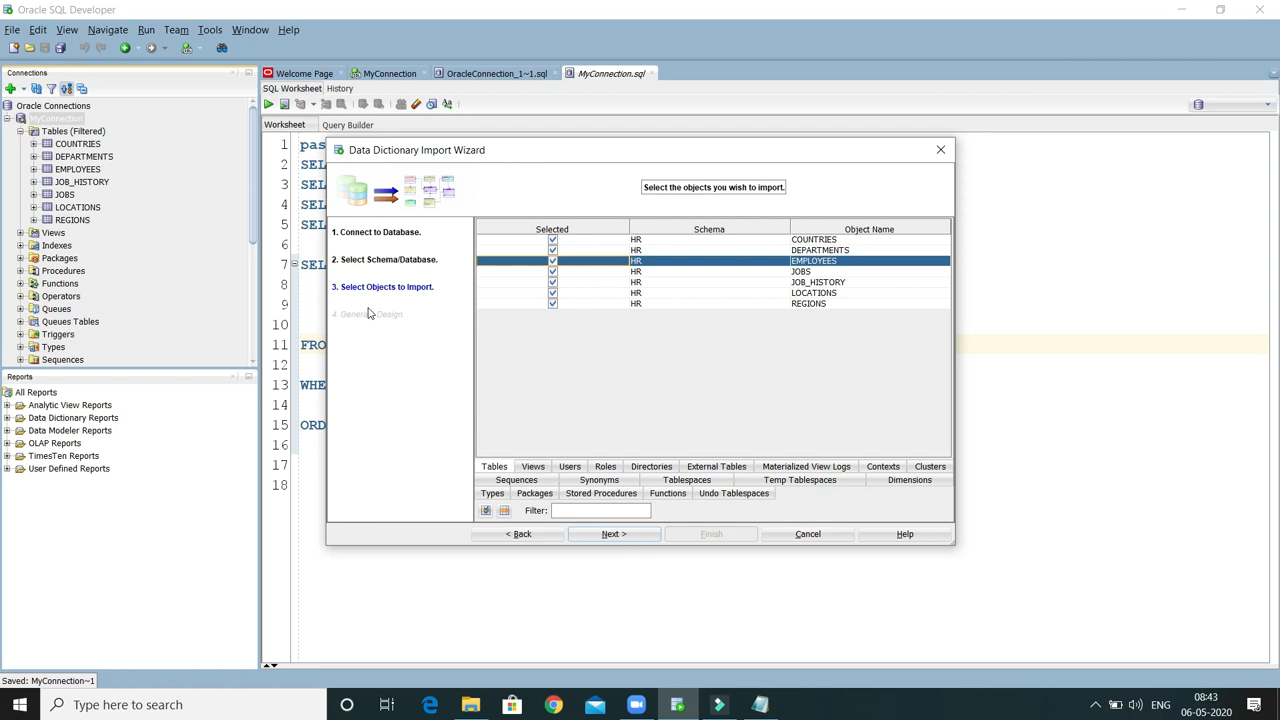 Oracle SQL Developer
File Edit View Navigate Run Team Tools Window Help
Connections
Welcome Page
MyConnection
OracleConnection_1~1.sql
MyConnection.sql
SQL Worksheet History
Worksheet Query Builder
Oracle Connections
MyConnection
Tables (Filtered)
COUNTRIES
DEPARTMENTS
EMPLOYEES
JOB_HISTORY
JOBS
LOCATIONS
REGIONS
Views
Indexes
Packages
Procedures
Functions
Operators
Queues
Queues Tables
Triggers
Types
Sequences
Reports
All Reports
Analytic View Reports
Data Dictionary Reports
Data Modeler Reports
OLAP Reports
TimesTen Reports
User Defined Reports
1 pas
2 SEL
3 SEL
4 SEL
5 SEL
6
7 SEL
8
9
10
11 FRO
12
13 WHE
14
15 ORD
16
17
18
Data Dictionary Import Wizard
Select the objects you wish to import.
1. Connect to Database.
2. Select Schema/Database.
3. Select Objects to Import.
4. Generate Design.
Selected Schema Object Name
HR COUNTRIES
HR DEPARTMENTS
HR EMPLOYEES
HR JOBS
HR JOB_HISTORY
HR LOCATIONS
HR REGIONS
Tables Views Users Roles Directories External Tables Materialized View Logs Contexts Clusters
Sequences Synonyms Tablespaces Temp Tablespaces Dimensions
Types Packages Stored Procedures Functions Undo Tablespaces
Filter:
< Back Next > Finish Cancel Help
Saved: MyConnection~1
Type here to search
08:43
06-05-2020